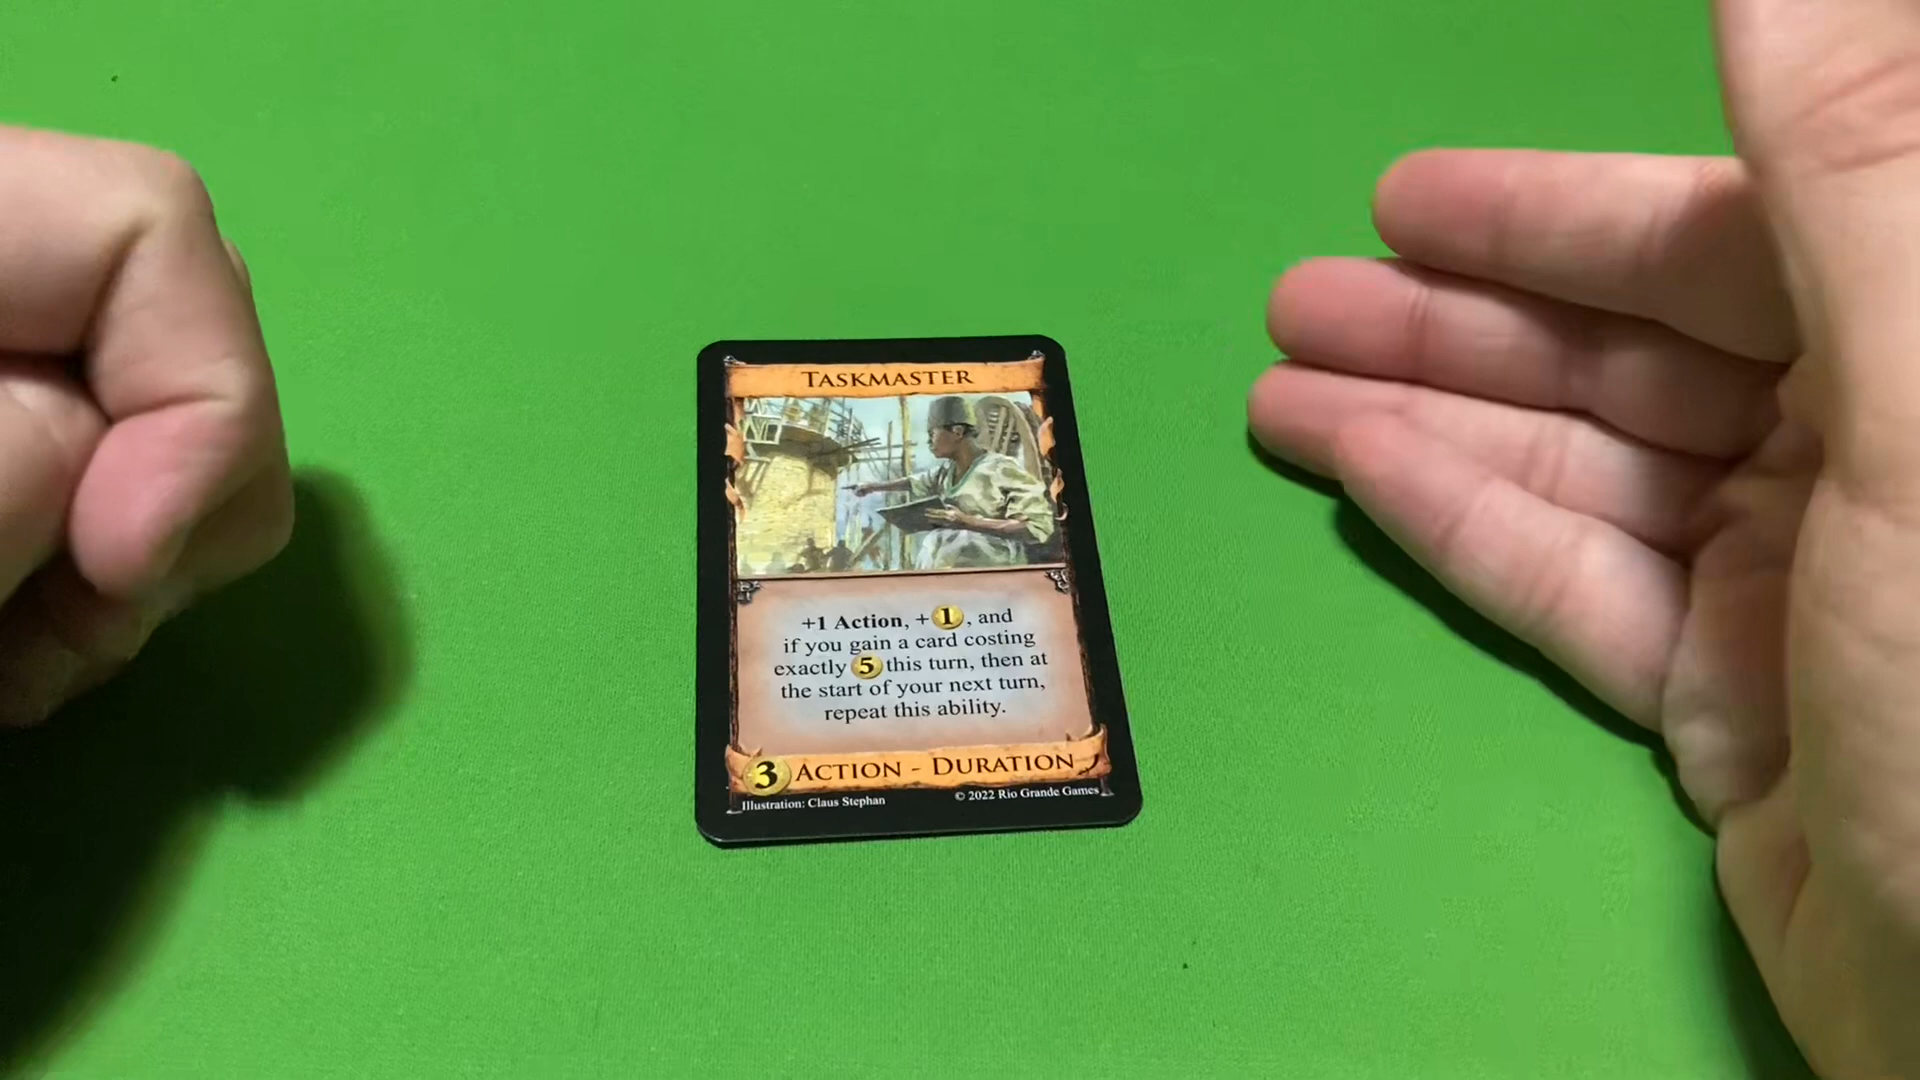 TASKMASTER
+1 Action, +1, and
if you gain a card costing
exactly 5 this turn, then at
the start of your next turn,
repeat this ability.
3 ACTION - DURATION
Illustration: Claus Stephan © 2022 Rio Grande Games